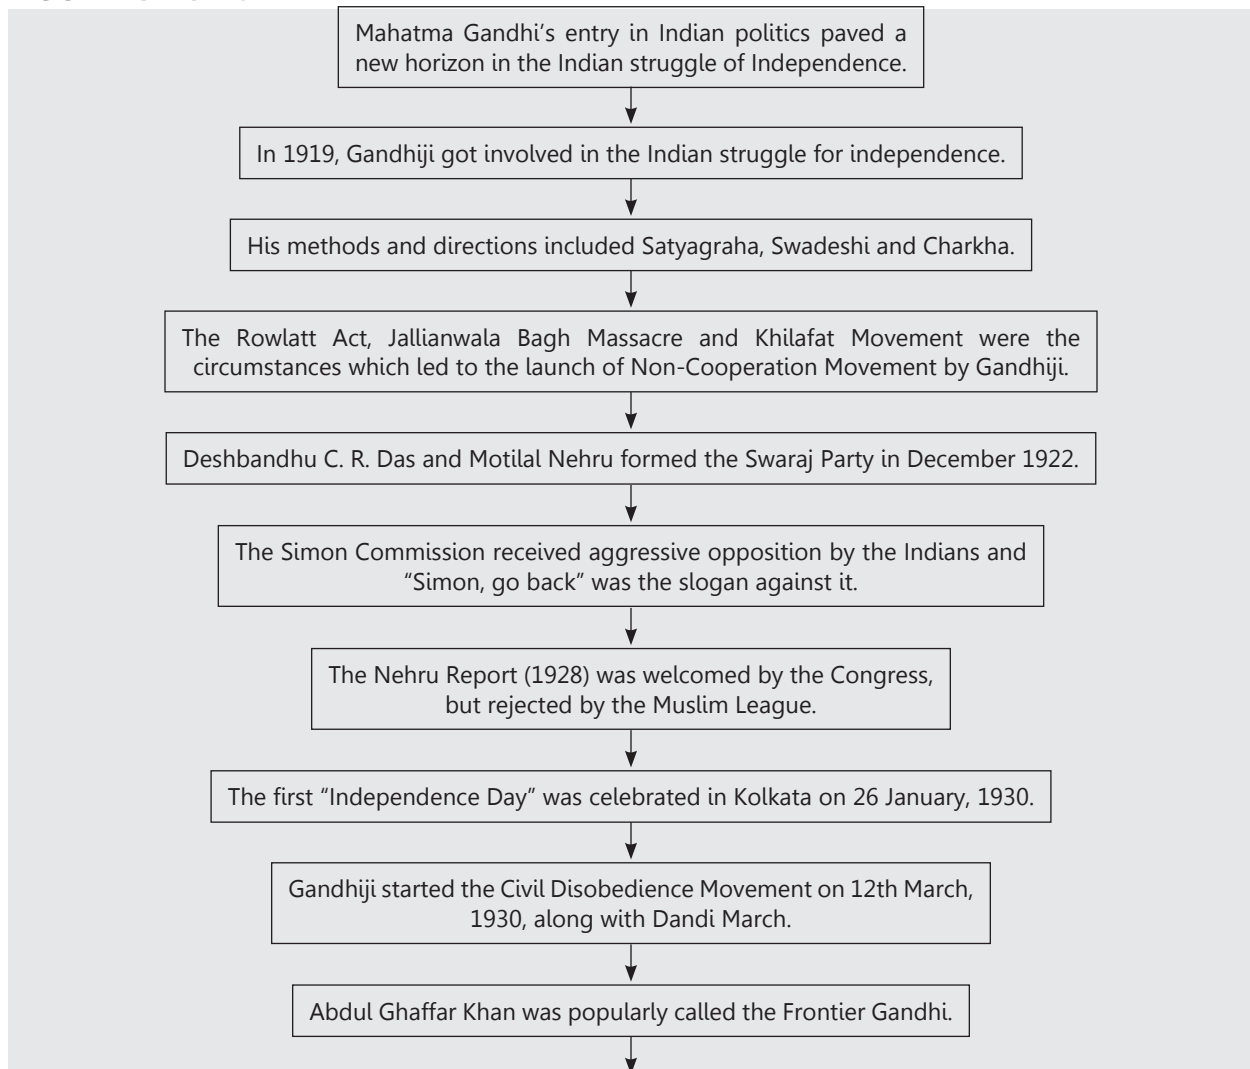 Mahatma Gandhi’s entry in Indian politics paved a
new horizon in the Indian struggle of Independence.
In 1919, Gandhiji got involved in the Indian struggle for independence.
His methods and directions included Satyagraha, Swadeshi and Charkha.
The Rowlatt Act, Jallianwala Bagh Massacre and Khilafat Movement were the
circumstances which led to the launch of Non-Cooperation Movement by Gandhiji.
Deshbandhu C. R. Das and Motilal Nehru formed the Swaraj Party in December 1922.
The Simon Commission received aggressive opposition by the Indians and
“Simon, go back” was the slogan against it.
The Nehru Report (1928) was welcomed by the Congress,
but rejected by the Muslim League.
The first “Independence Day” was celebrated in Kolkata on 26 January, 1930.
Gandhiji started the Civil Disobedience Movement on 12th March,
1930, along with Dandi March.
Abdul Ghaffar Khan was popularly called the Frontier Gandhi.